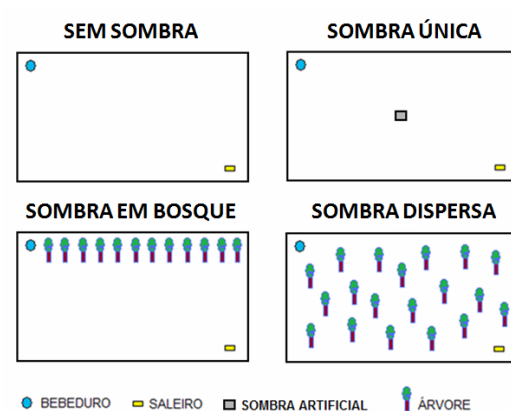 SEM SOMBRA
SOMBRA ÚNICA
SOMBRA EM BOSQUE
SOMBRA DISPERSA
BEBEDURO
SALEIRO
SOMBRA ARTIFICIAL
ÁRVORE